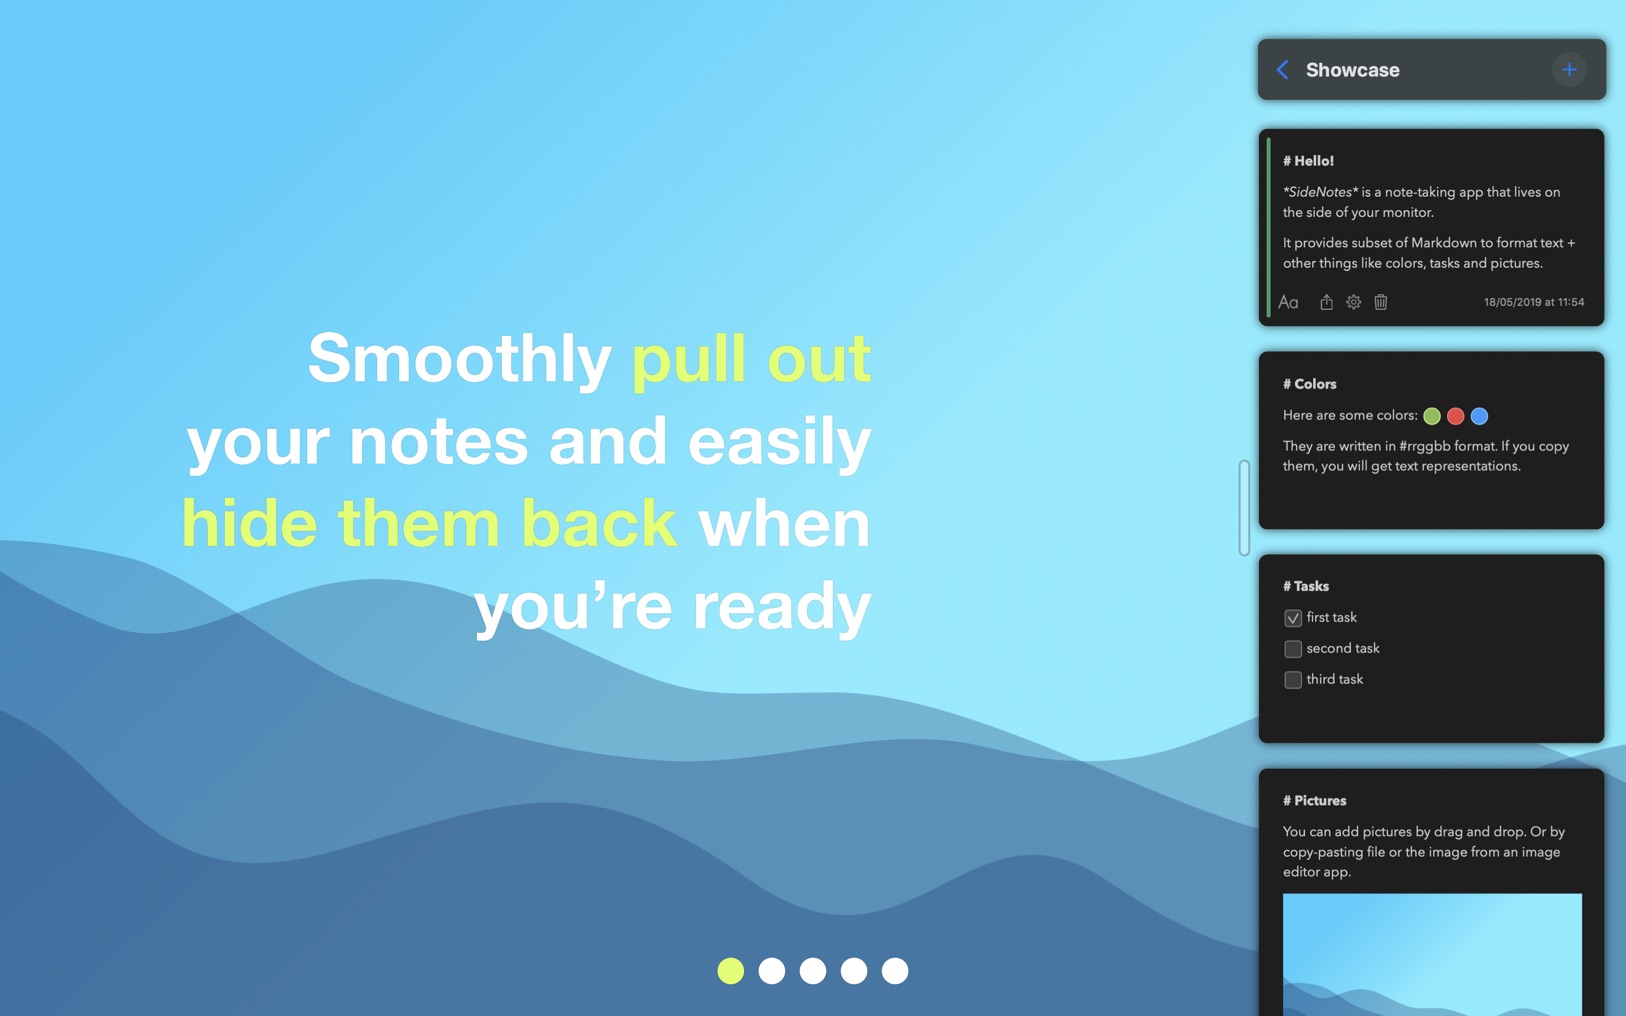 Smoothly pull out
your notes and easily
hide them back when
you’re ready
Showcase
# Hello!
*SideNotes* is a note-taking app that lives on
the side of your monitor.
It provides subset of Markdown to format text +
other things like colors, tasks and pictures.
Aa
18/05/2019 at 11:54
# Colors
Here are some colors:
They are written in #rrggbb format. If you copy
them, you will get text representations.
# Tasks
first task
second task
third task
# Pictures
You can add pictures by drag and drop. Or by
copy-pasting file or the image from an image
editor app.